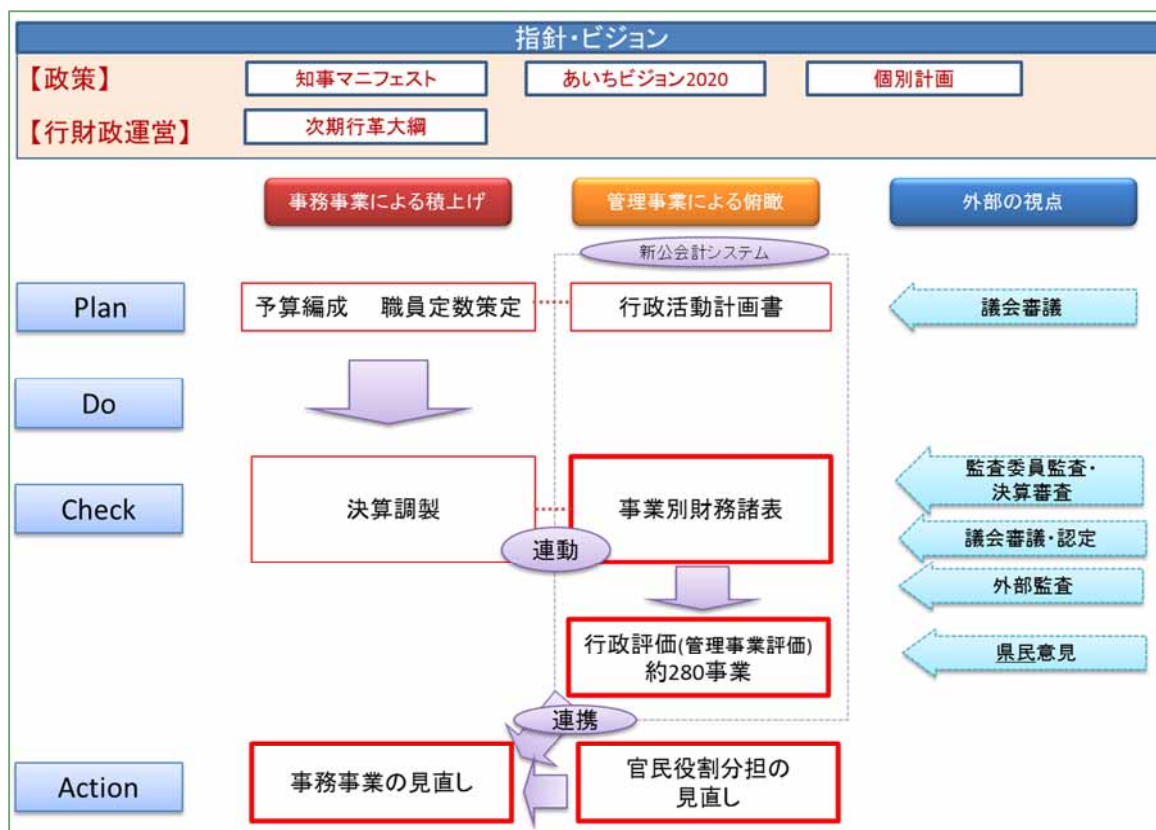 指針・ビジョン
【政策】 知事マニフェスト あいちビジョン2020 個別計画
【行財政運営】 次期行革大綱
事務事業による積上げ 管理事業による俯瞰 外部の視点
新公会計システム
Plan 予算編成 職員定数策定 行政活動計画書 議会審議
Do
Check 決算調製 事業別財務諸表 監査委員監査・
決算審査
連動 議会審議・認定
外部監査
行政評価(管理事業評価)
約280事業 県民意見
連携
Action 事務事業の見直し 官民役割分担の
見直し